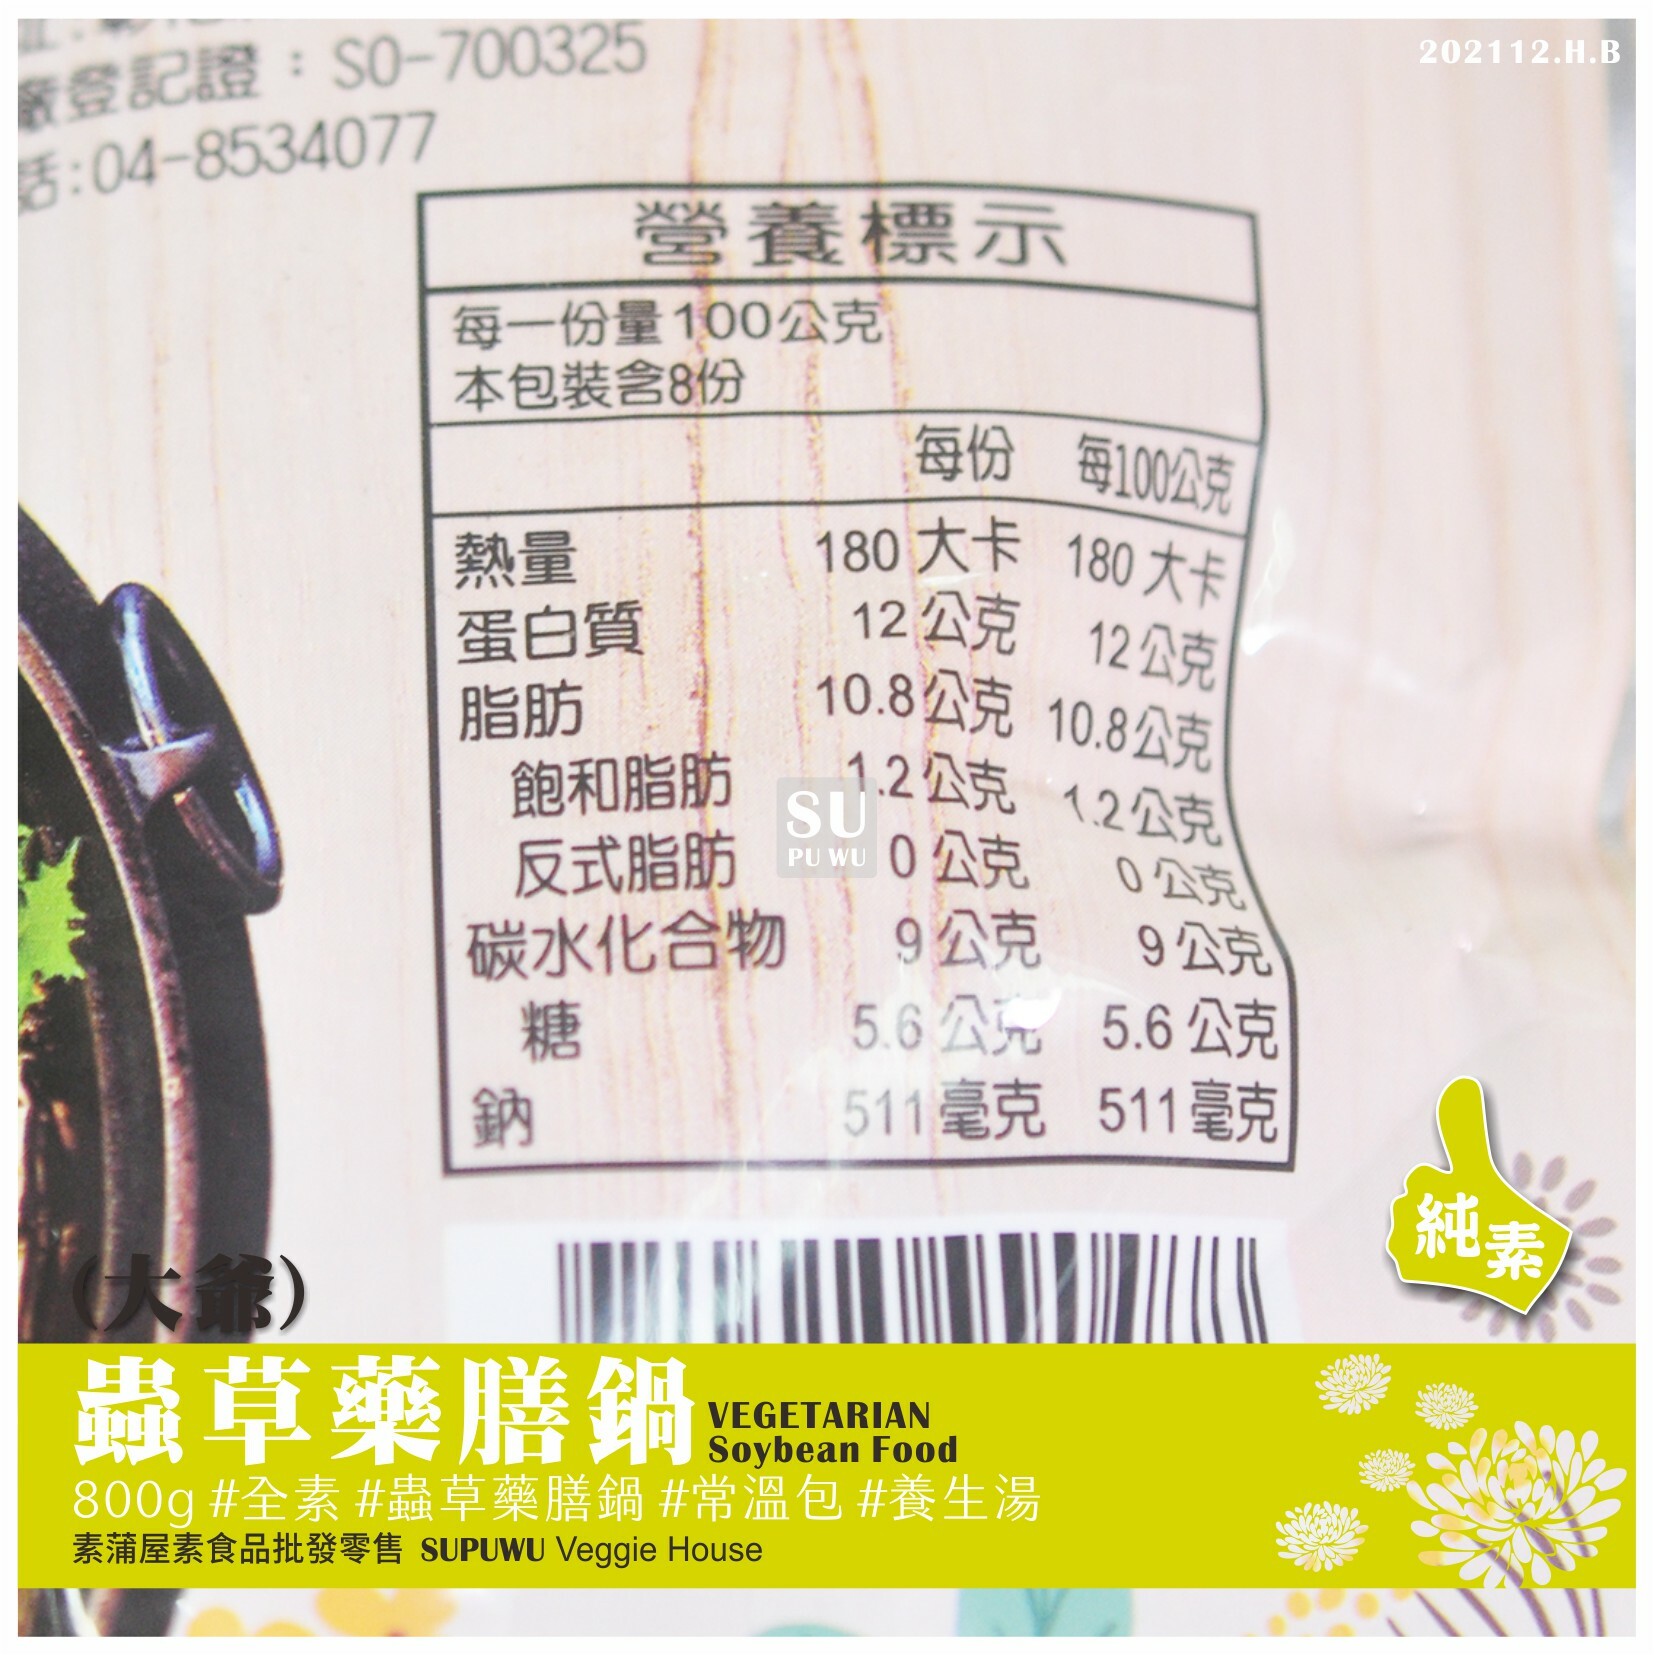 202112.H.B
廠登記證：SO-700325
話:04-8534077
營養標示
每一份量100公克
本包裝含8份
每份 每100公克
熱量 180 大卡 180 大卡
蛋白質 12 公克 12 公克
脂肪 10.8 公克 10.8 公克
飽和脂肪 1.2 公克 1.2 公克
反式脂肪 0 公克 0 公克
碳水化合物 9 公克 9 公克
糖 5.6 公克 5.6 公克
鈉 511 毫克 511 毫克
SU
PU WU
純素
(大爺)
蟲草藥膳鍋
VEGETARIAN
Soybean Food
800g #全素 #蟲草藥膳鍋 #常溫包 #養生湯
素蒲屋素食品批發零售 SUPUWU Veggie House